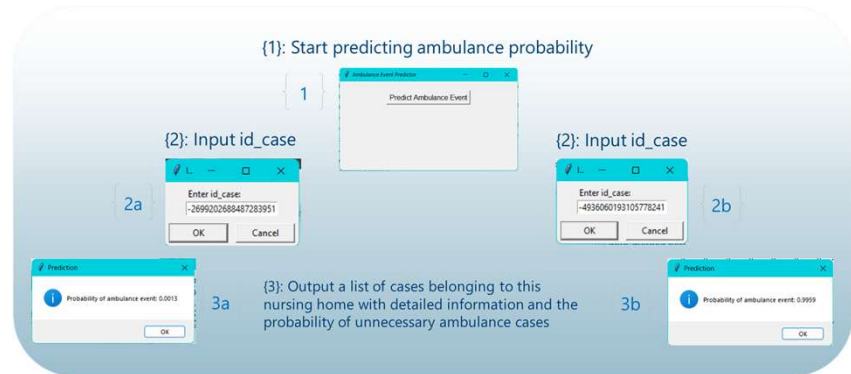 {1}: Start predicting ambulance probability
Ambulance Event Predictor
1
Predict Ambulance Event
{2}: Input id_case
{2}: Input id_case
I.. — □ ×
I.. — □ ×
2a
Enter id_case:
-2699202688487283951
OK Cancel
Enter id_case:
-4936060193105778241
OK Cancel
2b
Prediction
Probability of ambulance event: 0.0013
OK
3a
{3}: Output a list of cases belonging to this
nursing home with detailed information and the
probability of unnecessary ambulance cases
3b
Prediction
Probability of ambulance event: 0.9959
OK